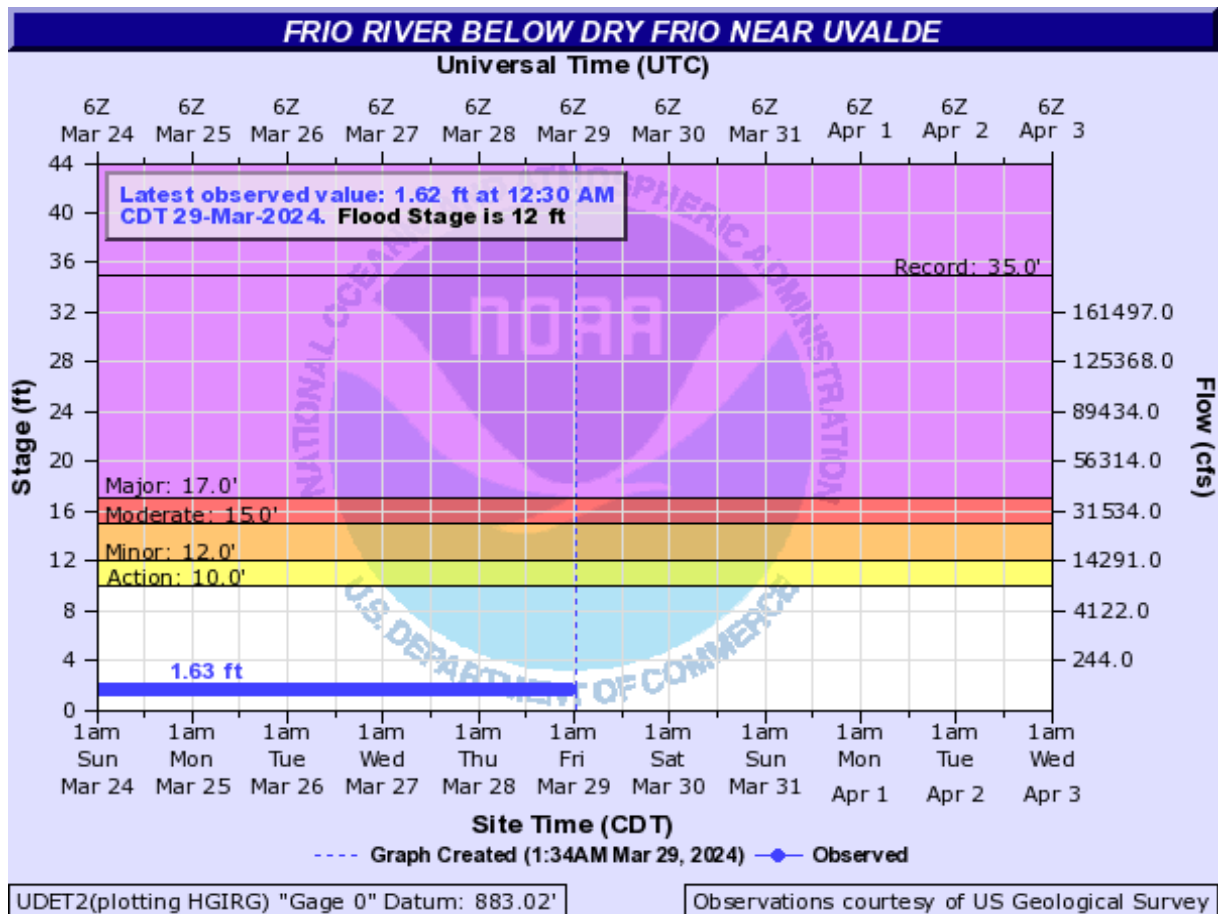 FRIO RIVER BELOW DRY FRIO NEAR UVALDE
Universal Time (UTC)
6Z 6Z 6Z 6Z 6Z 6Z 6Z 6Z 6Z 6Z 6Z
Mar 24 Mar 25 Mar 26 Mar 27 Mar 28 Mar 29 Mar 30 Mar 31 Apr 1 Apr 2 Apr 3
44
Latest observed value: 1.62 ft at 12:30 AM
CDT 29-Mar-2024. Flood Stage is 12 ft
40
36
Record: 35.0'
32 161497.0
NOAA
28 125368.0
24 89434.0
20 56314.0
Stage (ft)
Flow (cfs)
NATIONAL OCEANIC AND ATMOSPHERIC ADMINISTRATION
U.S. DEPARTMENT OF COMMERCE
Major: 17.0'
16 31534.0
Moderate: 15.0'
Minor: 12.0'
12 14291.0
Action: 10.0'
8 4122.0
4 244.0
1.63 ft
0
1am 1am 1am 1am 1am 1am 1am 1am 1am 1am 1am
Sun Mon Tue Wed Thu Fri Sat Sun Mon Tue Wed
Mar 24 Mar 25 Mar 26 Mar 27 Mar 28 Mar 29 Mar 30 Mar 31 Apr 1 Apr 2 Apr 3
Site Time (CDT)
Graph Created (1:34AM Mar 29, 2024) Observed
UDET2(plotting HGIRG) "Gage 0" Datum: 883.02'
Observations courtesy of US Geological Survey